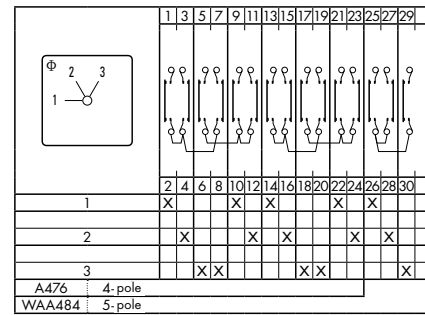 1 3 5 7 9 11 13 15 17 19 21 23 25 27 29
Φ 2 3
1
2 4 6 8 10 12 14 16 18 20 22 24 26 28 30
1 X X X X X
2 X X X X X
3 X X X X X
A476 4-pole
WAA484 5-pole